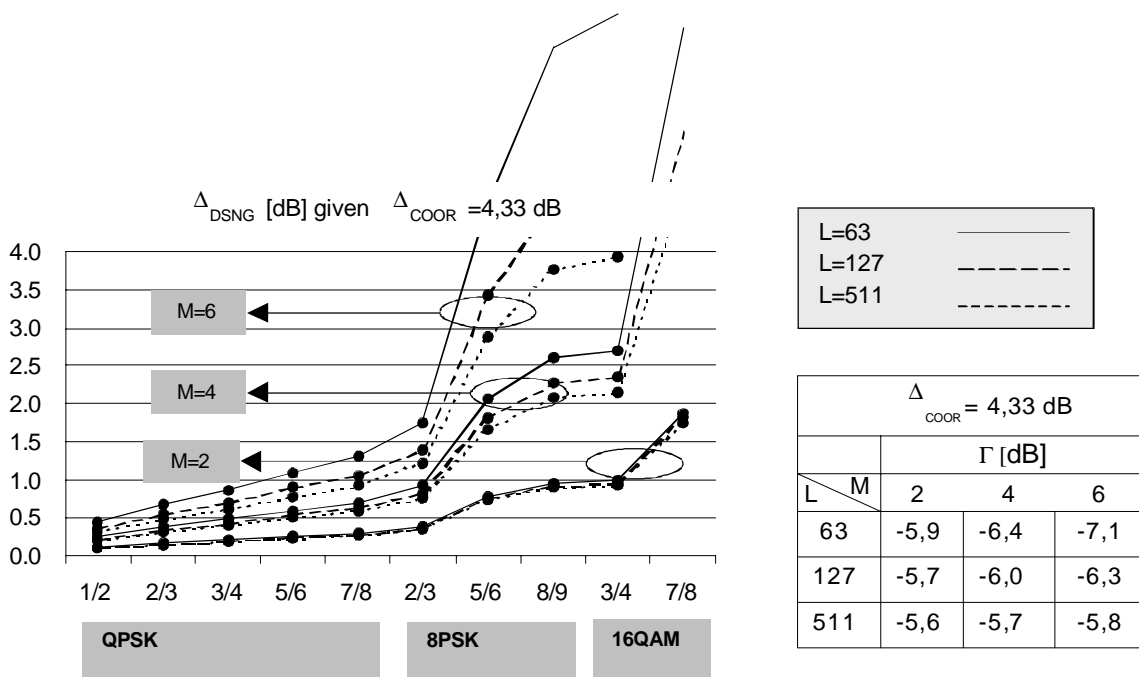 Δ DSNG [dB] given Δ COOR =4,33 dB
4.0
3.5
3.0
2.5
2.0
1.5
1.0
0.5
0.0
M=6
M=4
M=2
1/2 2/3 3/4 5/6 7/8 2/3 5/6 8/9 3/4 7/8
QPSK 8PSK 16QAM
L=63
L=127
L=511
Δ COOR = 4,33 dB
Γ [dB]
L M 2 4 6
63 -5,9 -6,4 -7,1
127 -5,7 -6,0 -6,3
511 -5,6 -5,7 -5,8